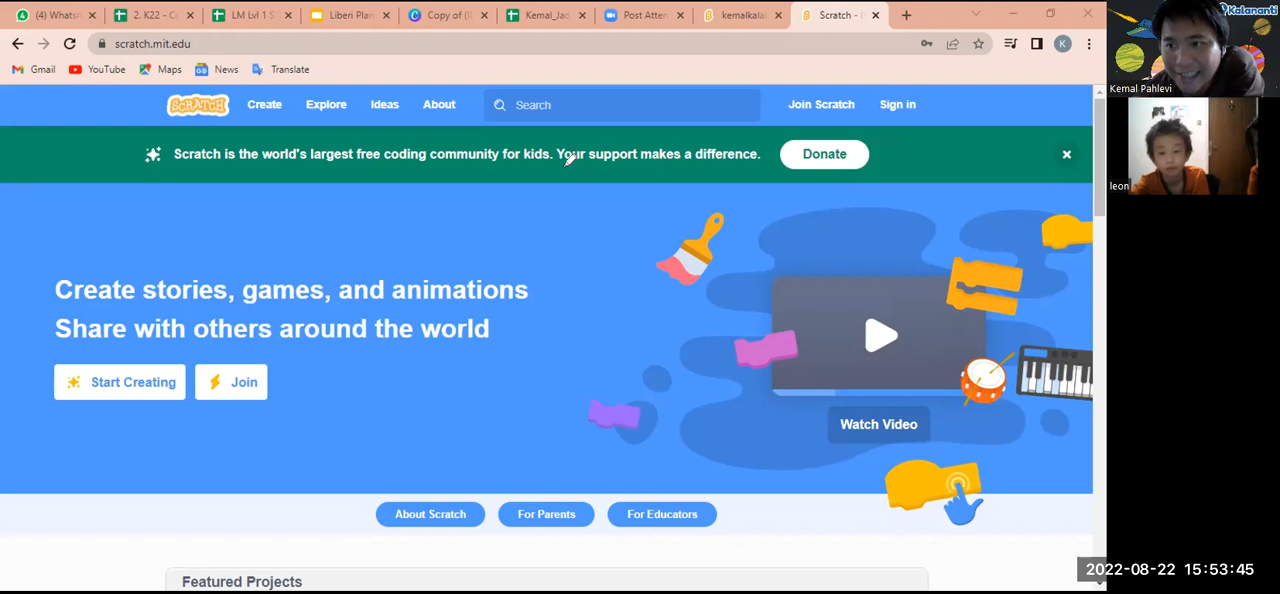 (4) Whats
2. K22 - C
LM Lvl 1 S
Liberi Plan
Copy of (I
Kemal_Jad
Post Atten
kemalkala
Scratch - I
scratch.mit.edu
K
Gmail
YouTube
Maps
News
Translate
SCRATCH
Create
Explore
Ideas
About
Search
Join Scratch
Sign in
Scratch is the world's largest free coding community for kids. Your support makes a difference.
Donate
Create stories, games, and animations
Share with others around the world
Start Creating
Join
Watch Video
About Scratch
For Parents
For Educators
Featured Projects
Kalananti
Kemal Pahlevi
leon
2022-08-22 15:53:45